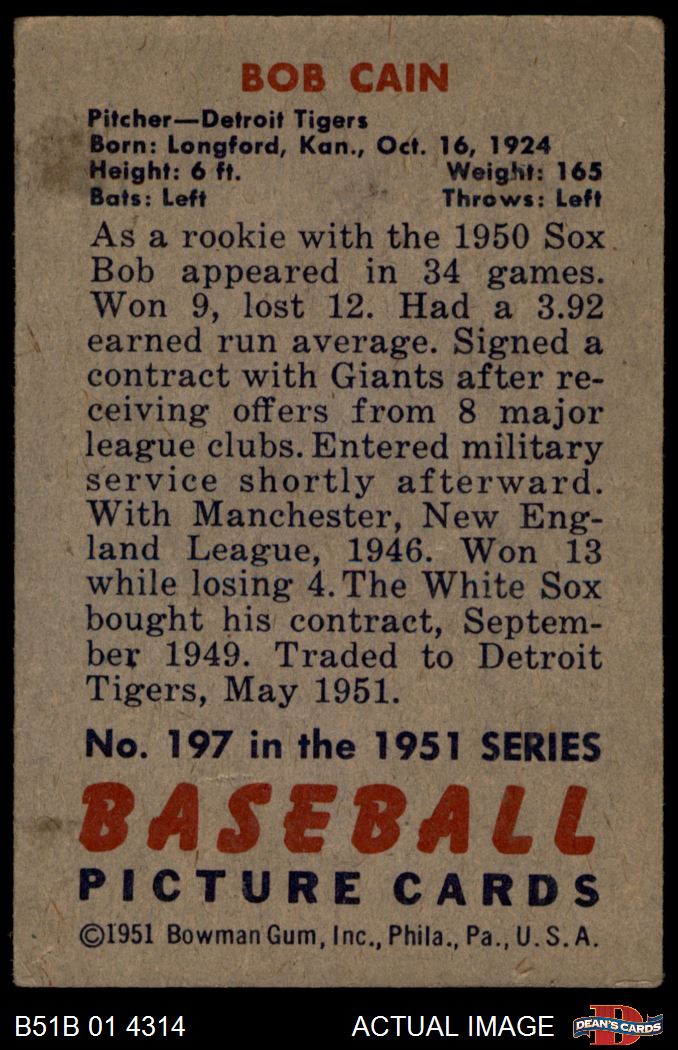 BOB CAIN
Pitcher—Detroit Tigers
Born: Longford, Kan., Oct. 16, 1924
Height: 6 ft. Weight: 165
Bats: Left Throws: Left
As a rookie with the 1950 Sox
Bob appeared in 34 games.
Won 9, lost 12. Had a 3.92
earned run average. Signed a
contract with Giants after re-
ceiving offers from 8 major
league clubs. Entered military
service shortly afterward.
With Manchester, New Eng-
land League, 1946. Won 13
while losing 4. The White Sox
bought his contract, Septem-
ber 1949. Traded to Detroit
Tigers, May 1951.
No. 197 in the 1951 SERIES
BASEBALL
PICTURE CARDS
©1951 Bowman Gum, Inc., Phila., Pa., U.S.A.
B51B 01 4314 ACTUAL IMAGE D DEAN'S CARDS